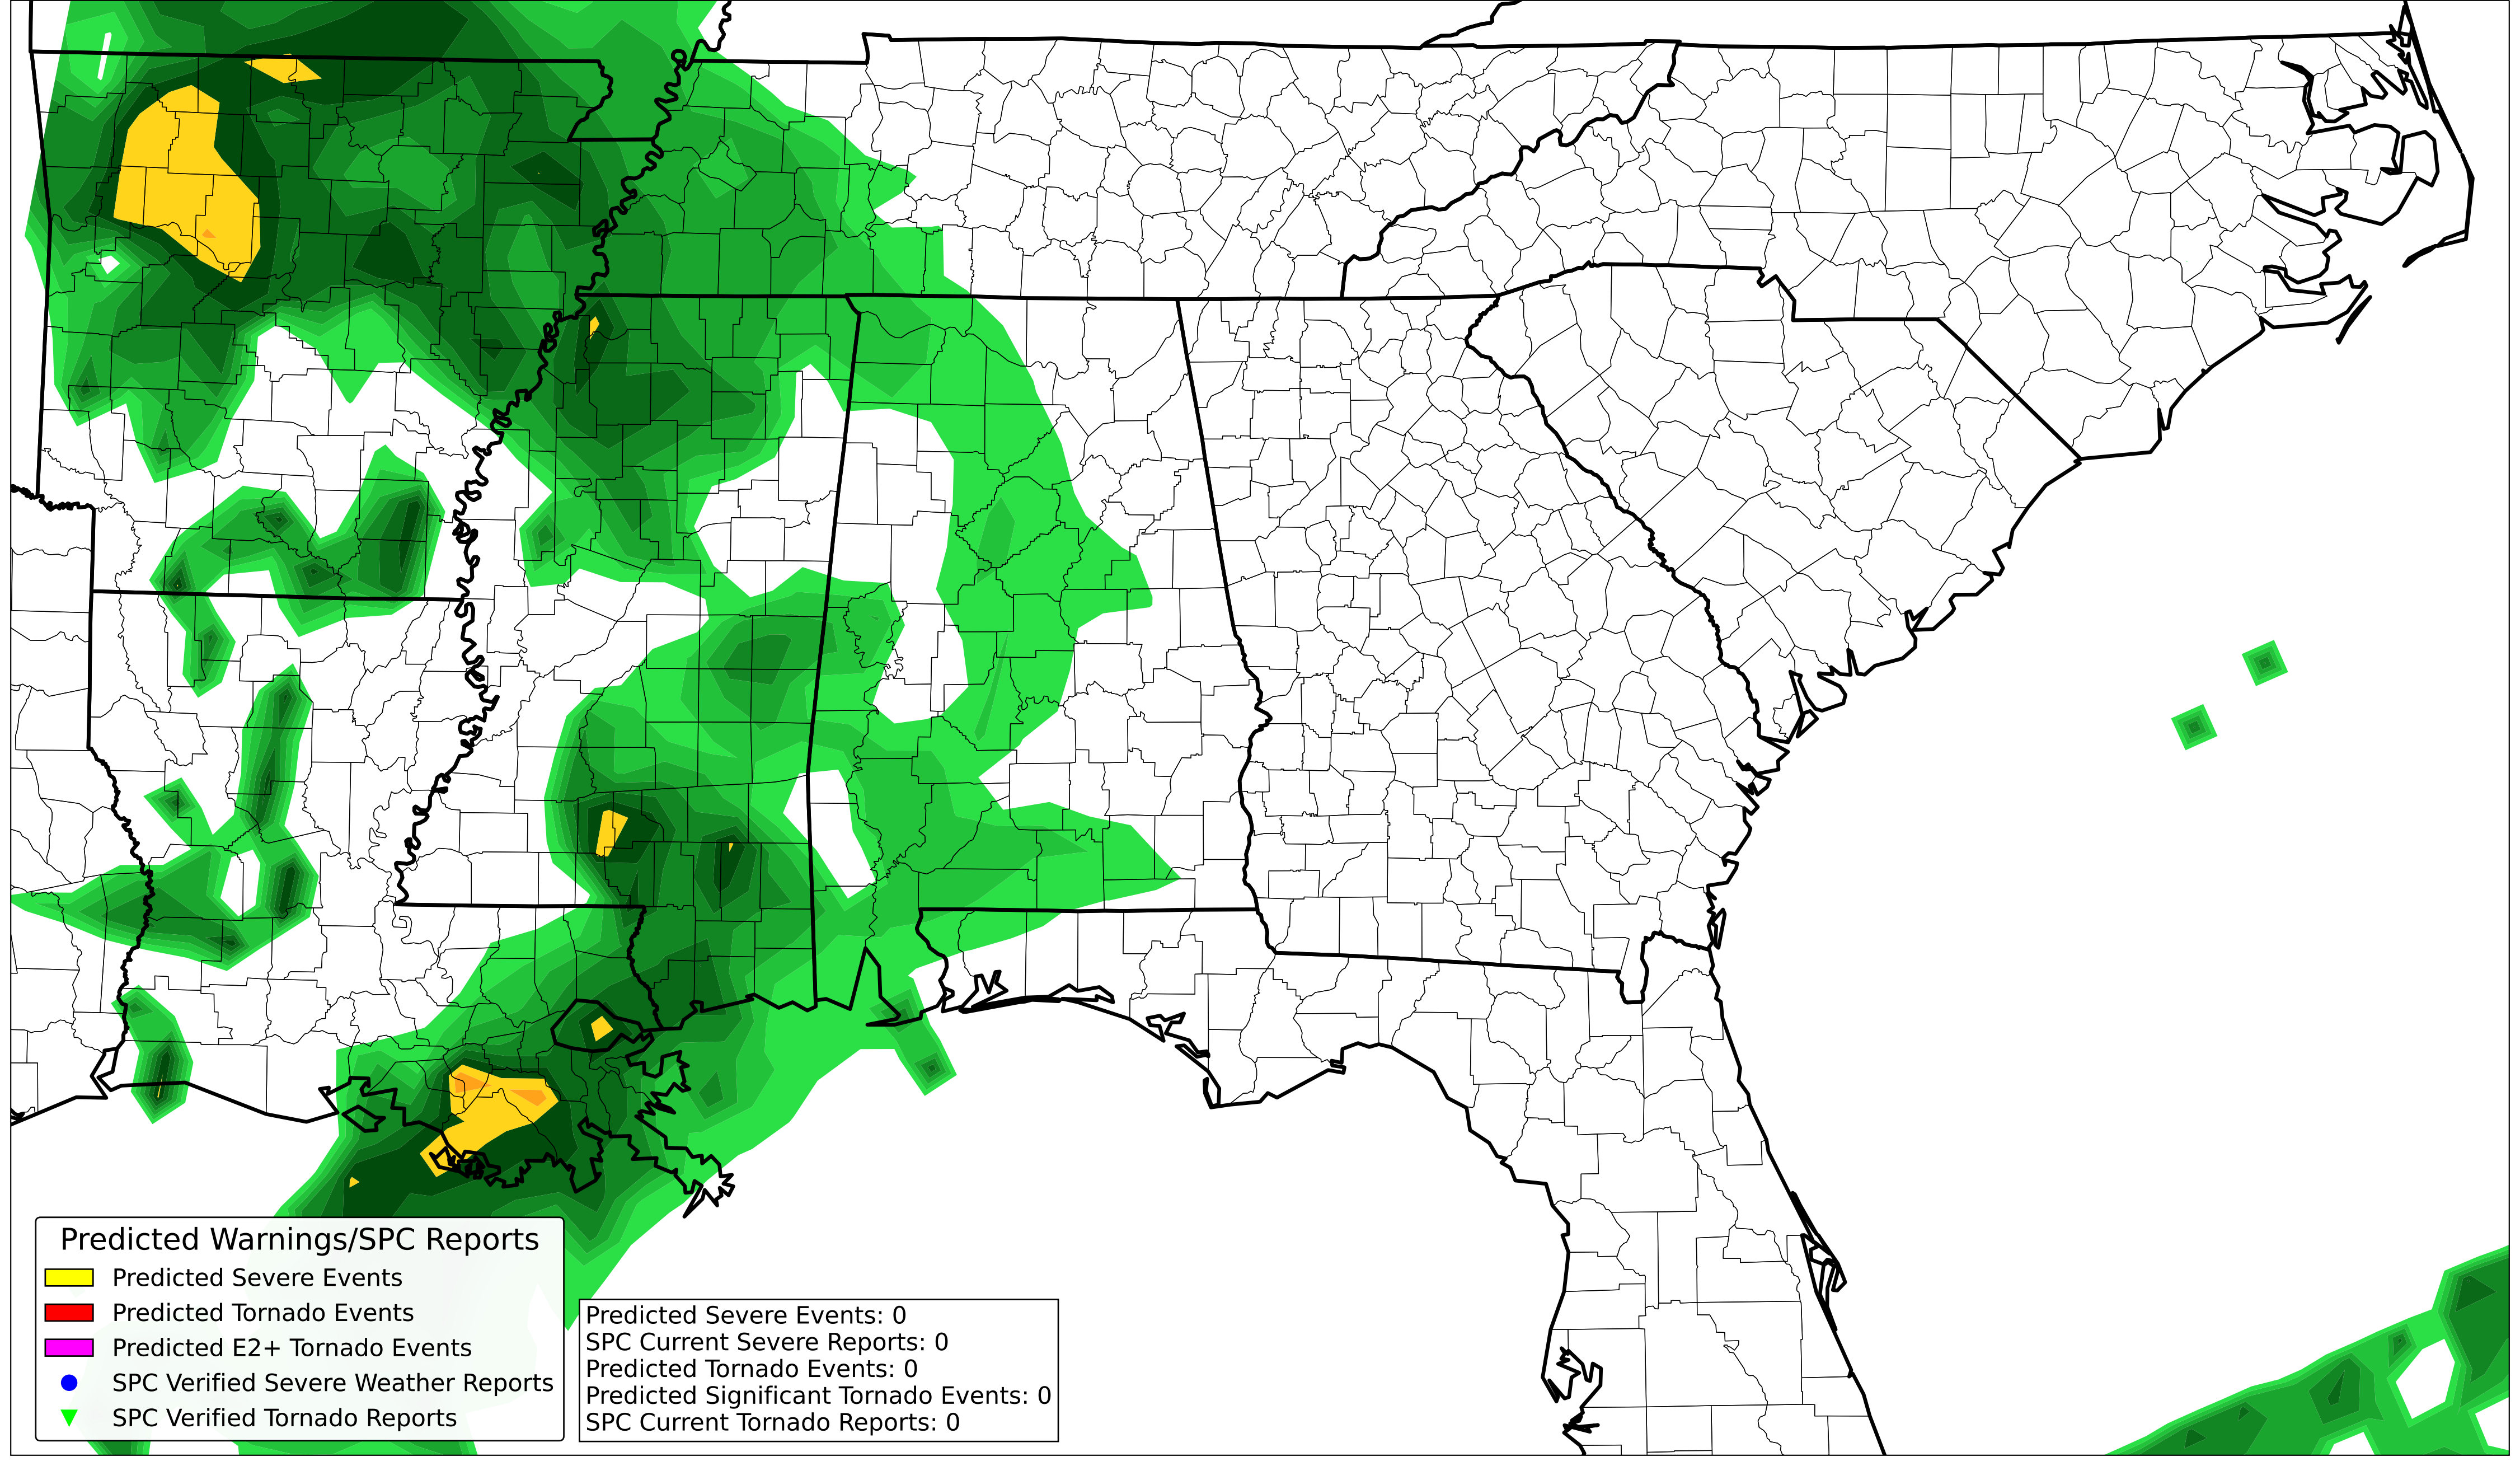 Predicted Warnings/SPC Reports
Predicted Severe Events
Predicted Tornado Events
Predicted E2+ Tornado Events
SPC Verified Severe Weather Reports
SPC Verified Tornado Reports
Predicted Severe Events: 0
SPC Current Severe Reports: 0
Predicted Tornado Events: 0
Predicted Significant Tornado Events: 0
SPC Current Tornado Reports: 0